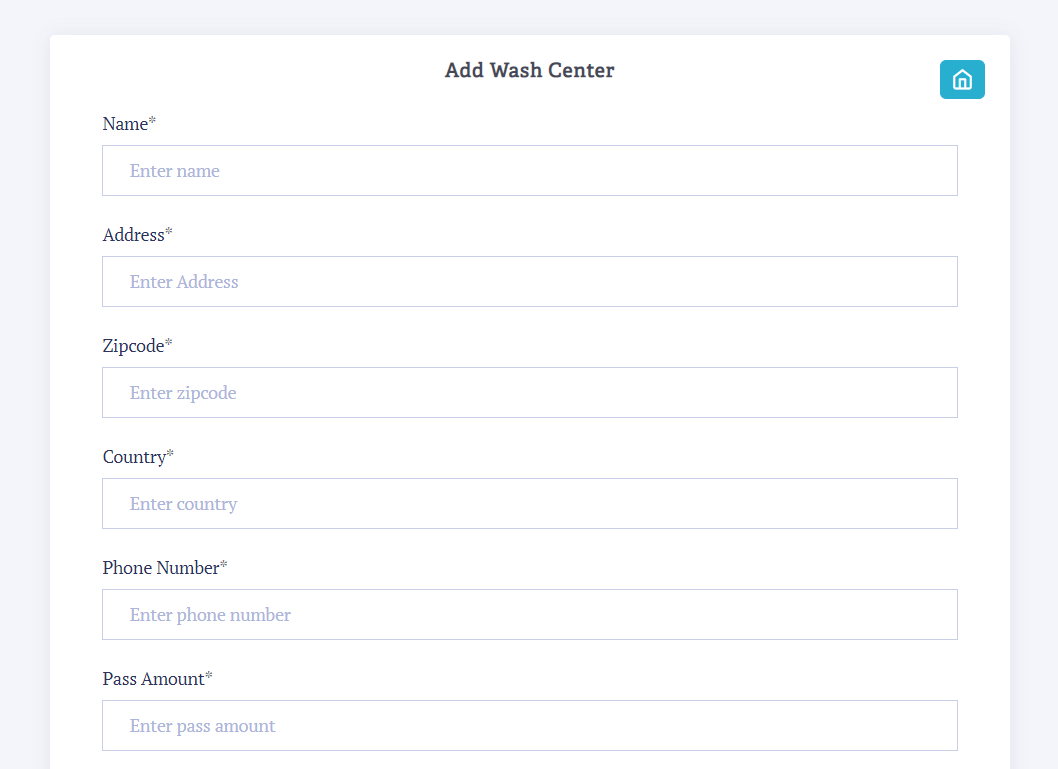 Add Wash Center
Name*
Enter name
Address*
Enter Address
Zipcode*
Enter zipcode
Country*
Enter country
Phone Number*
Enter phone number
Pass Amount*
Enter pass amount